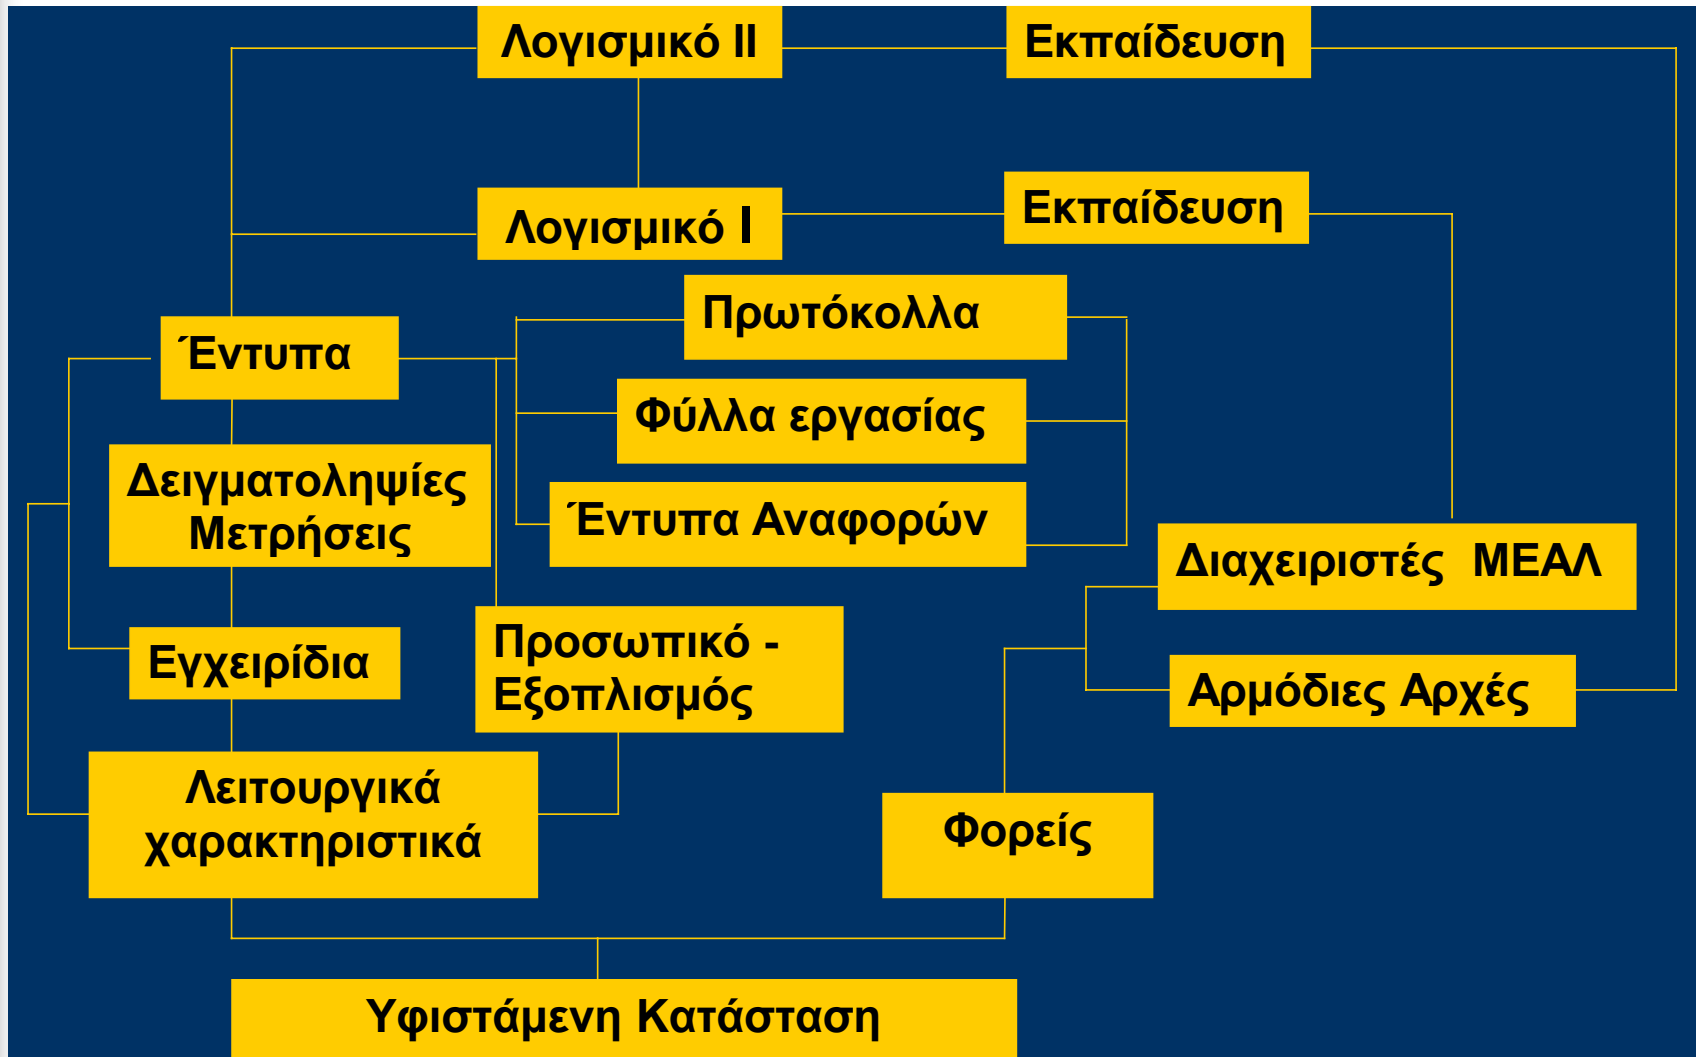 Λογισμικό ΙΙ
Εκπαίδευση
Λογισμικό Ι
Εκπαίδευση
Πρωτόκολλα
Έντυπα
Φύλλα εργασίας
Δειγματοληψίες
Μετρήσεις
Έντυπα Αναφορών
Διαχειριστές ΜΕΑΛ
Εγχειρίδια
Προσωπικό -
Εξοπλισμός
Αρμόδιες Αρχές
Λειτουργικά
χαρακτηριστικά
Φορείς
Υφιστάμενη Κατάσταση